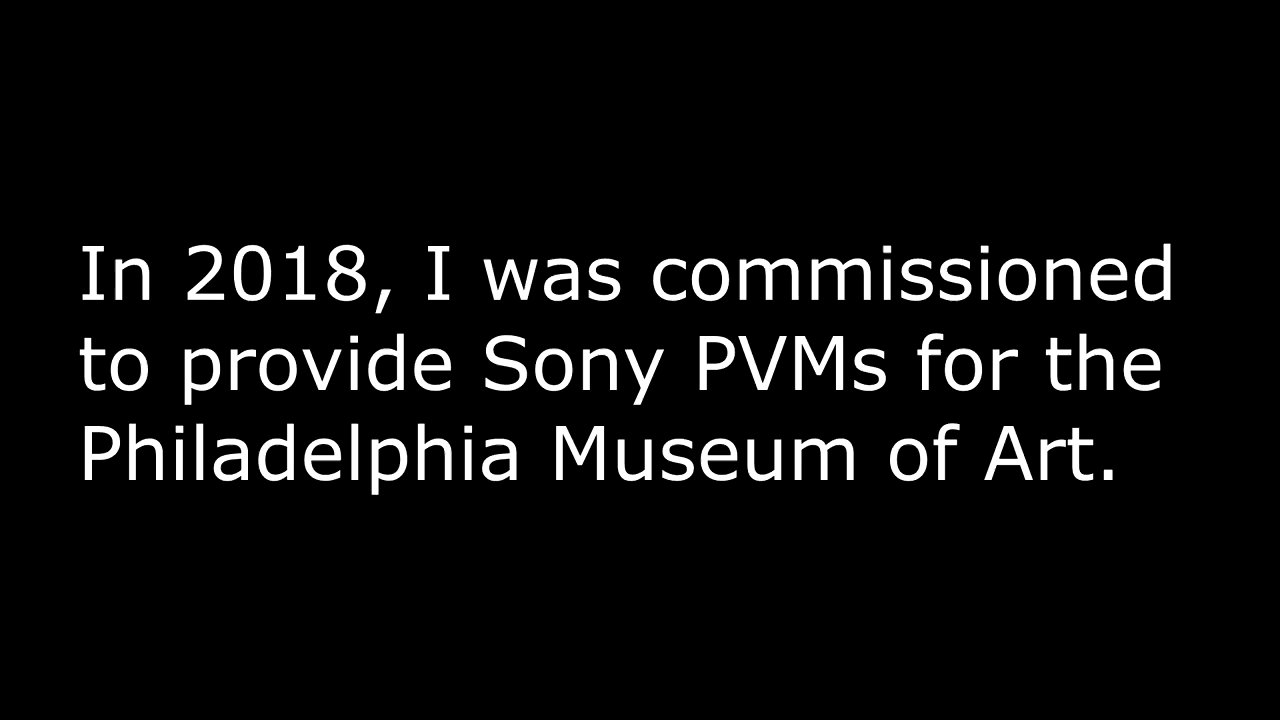 In 2018, I was commissioned
to provide Sony PVMs for the
Philadelphia Museum of Art.